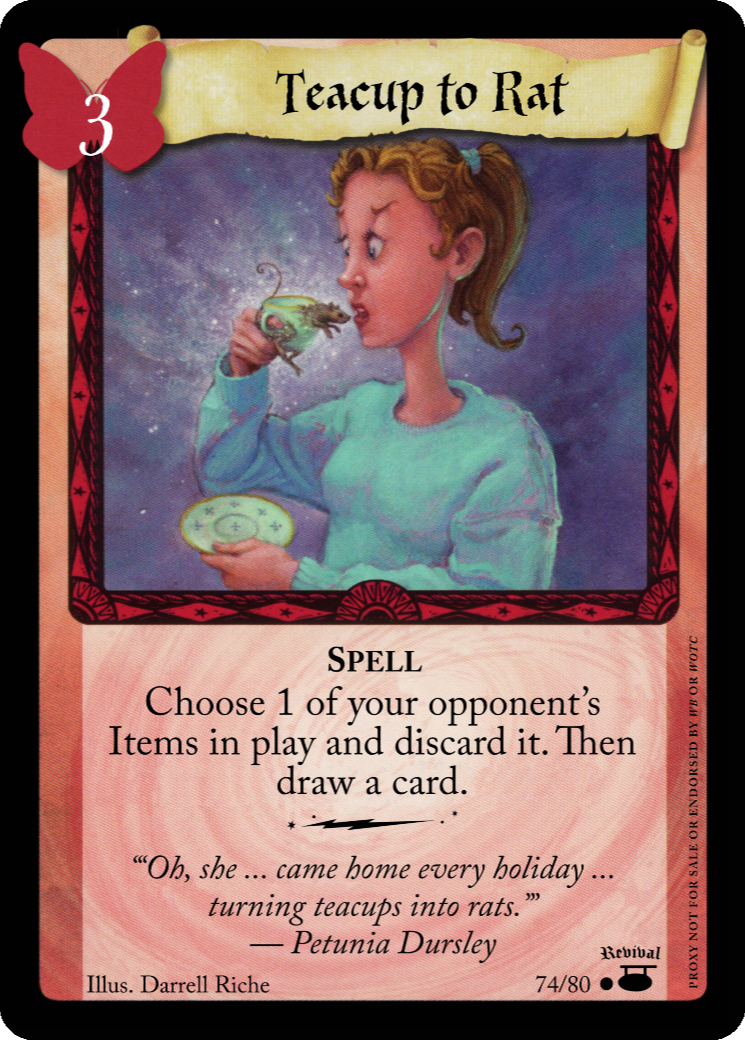 3
Teacup to Rat
SPELL
Choose 1 of your opponent’s
Items in play and discard it. Then
draw a card.
“‘Oh, she ... came home every holiday ...
turning teacups into rats.’”
— Petunia Dursley
Illus. Darrell Riche
74/80
Revival
PROXY NOT FOR SALE OR ENDORSED BY WB OR WOTC